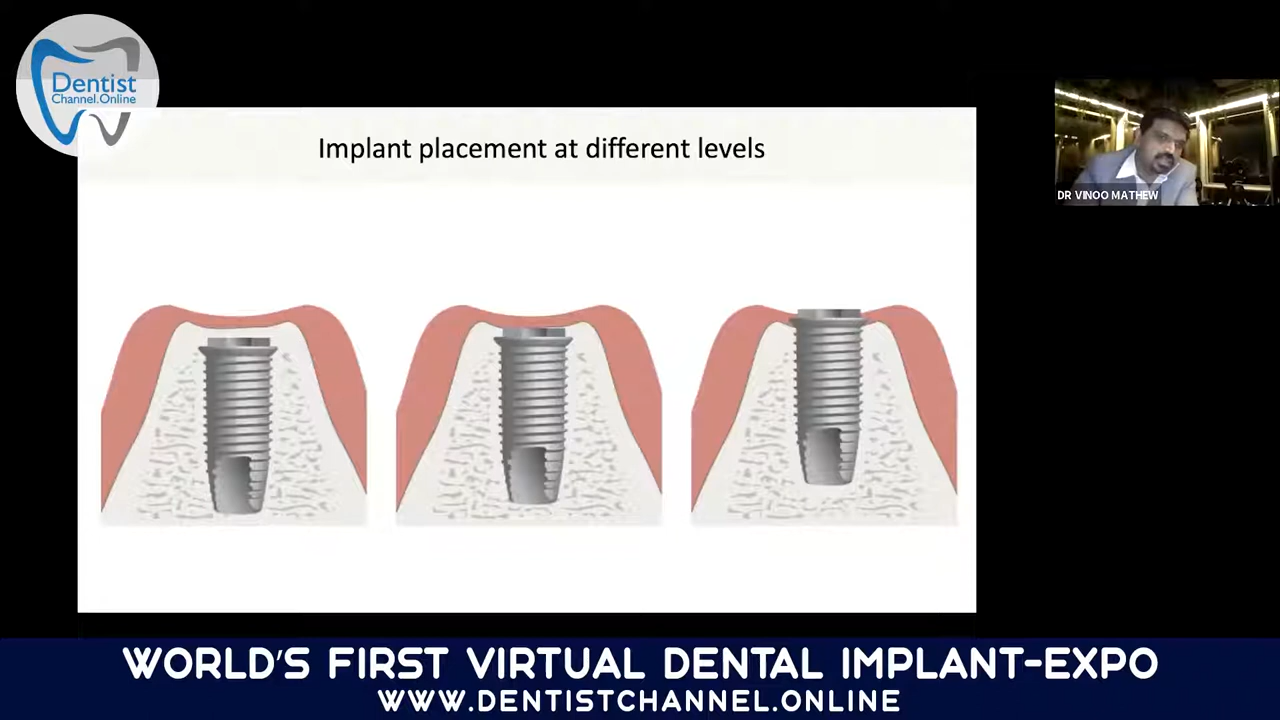 Dentist
Channel.Online
Implant placement at different levels
DR VINOO MATHEW
WORLD'S FIRST VIRTUAL DENTAL IMPLANT-EXPO
WWW.DENTISTCHANNEL.ONLINE